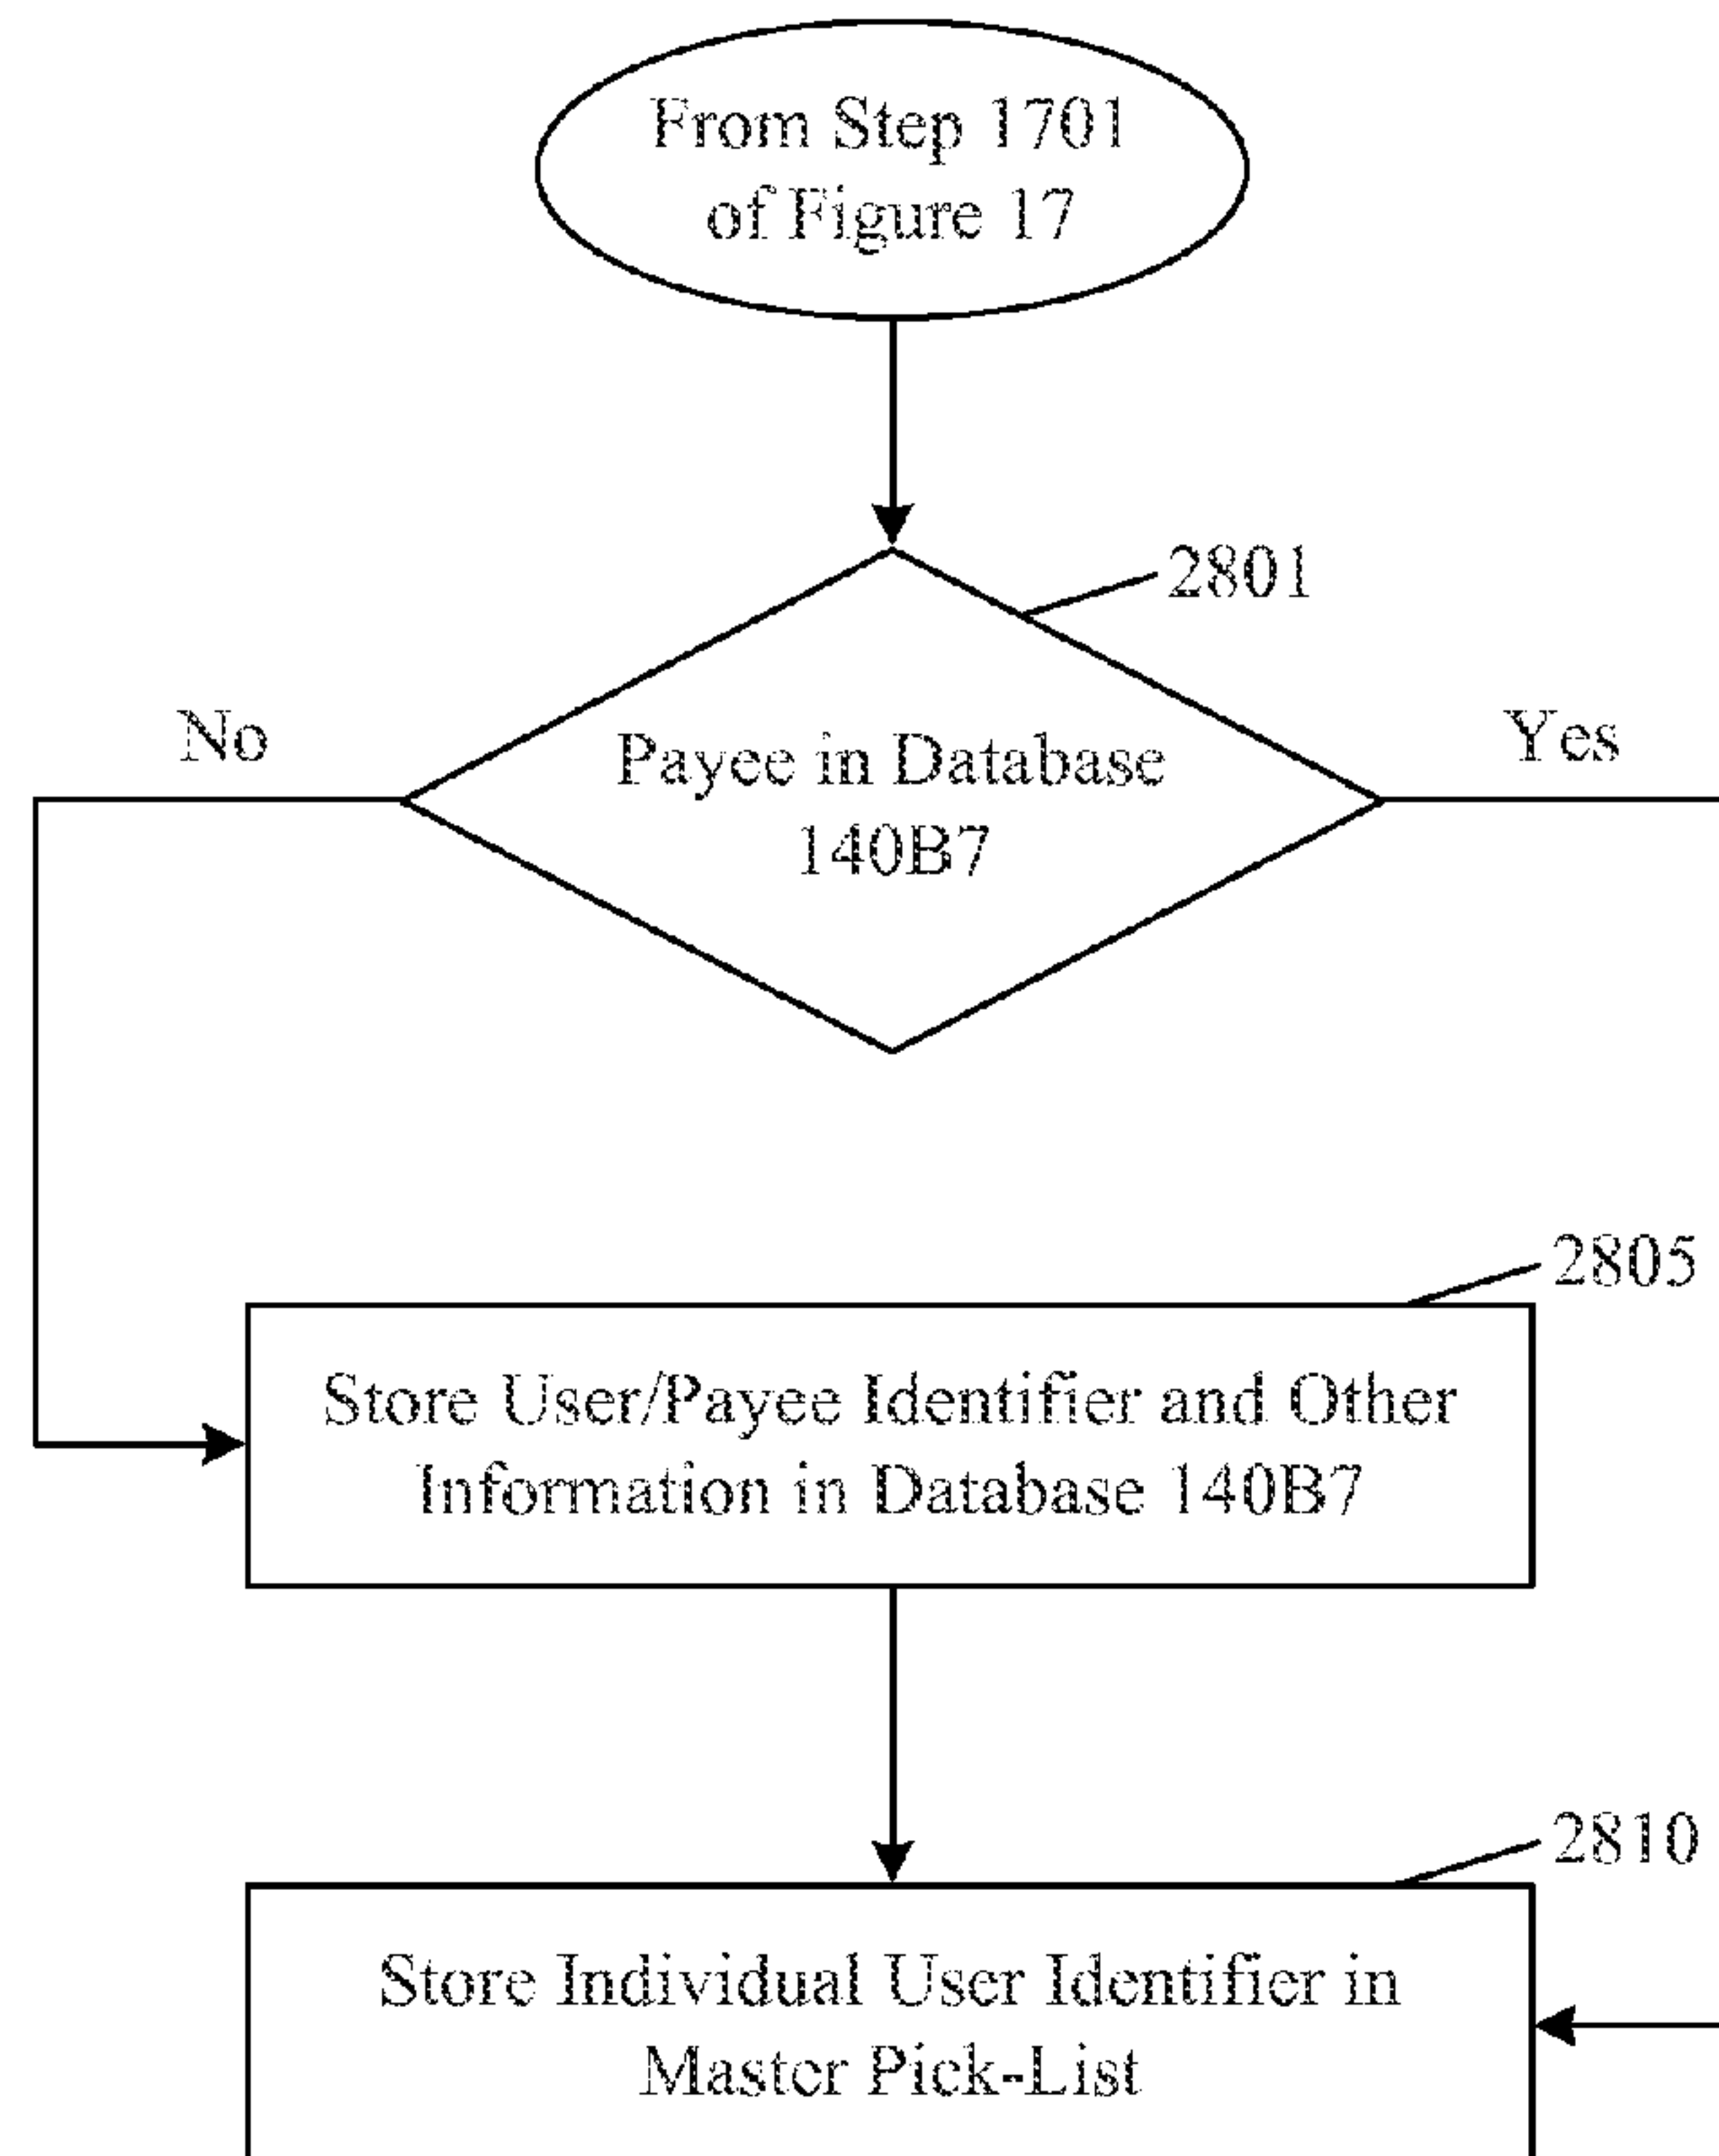 From Step 1701
of Figure 17
2801
No
Yes
Payee in Database
140B7
2805
Store User/Payee Identifier and Other
Information in Database 140B7
2810
Store Individual User Identifier in
Master Pick-List